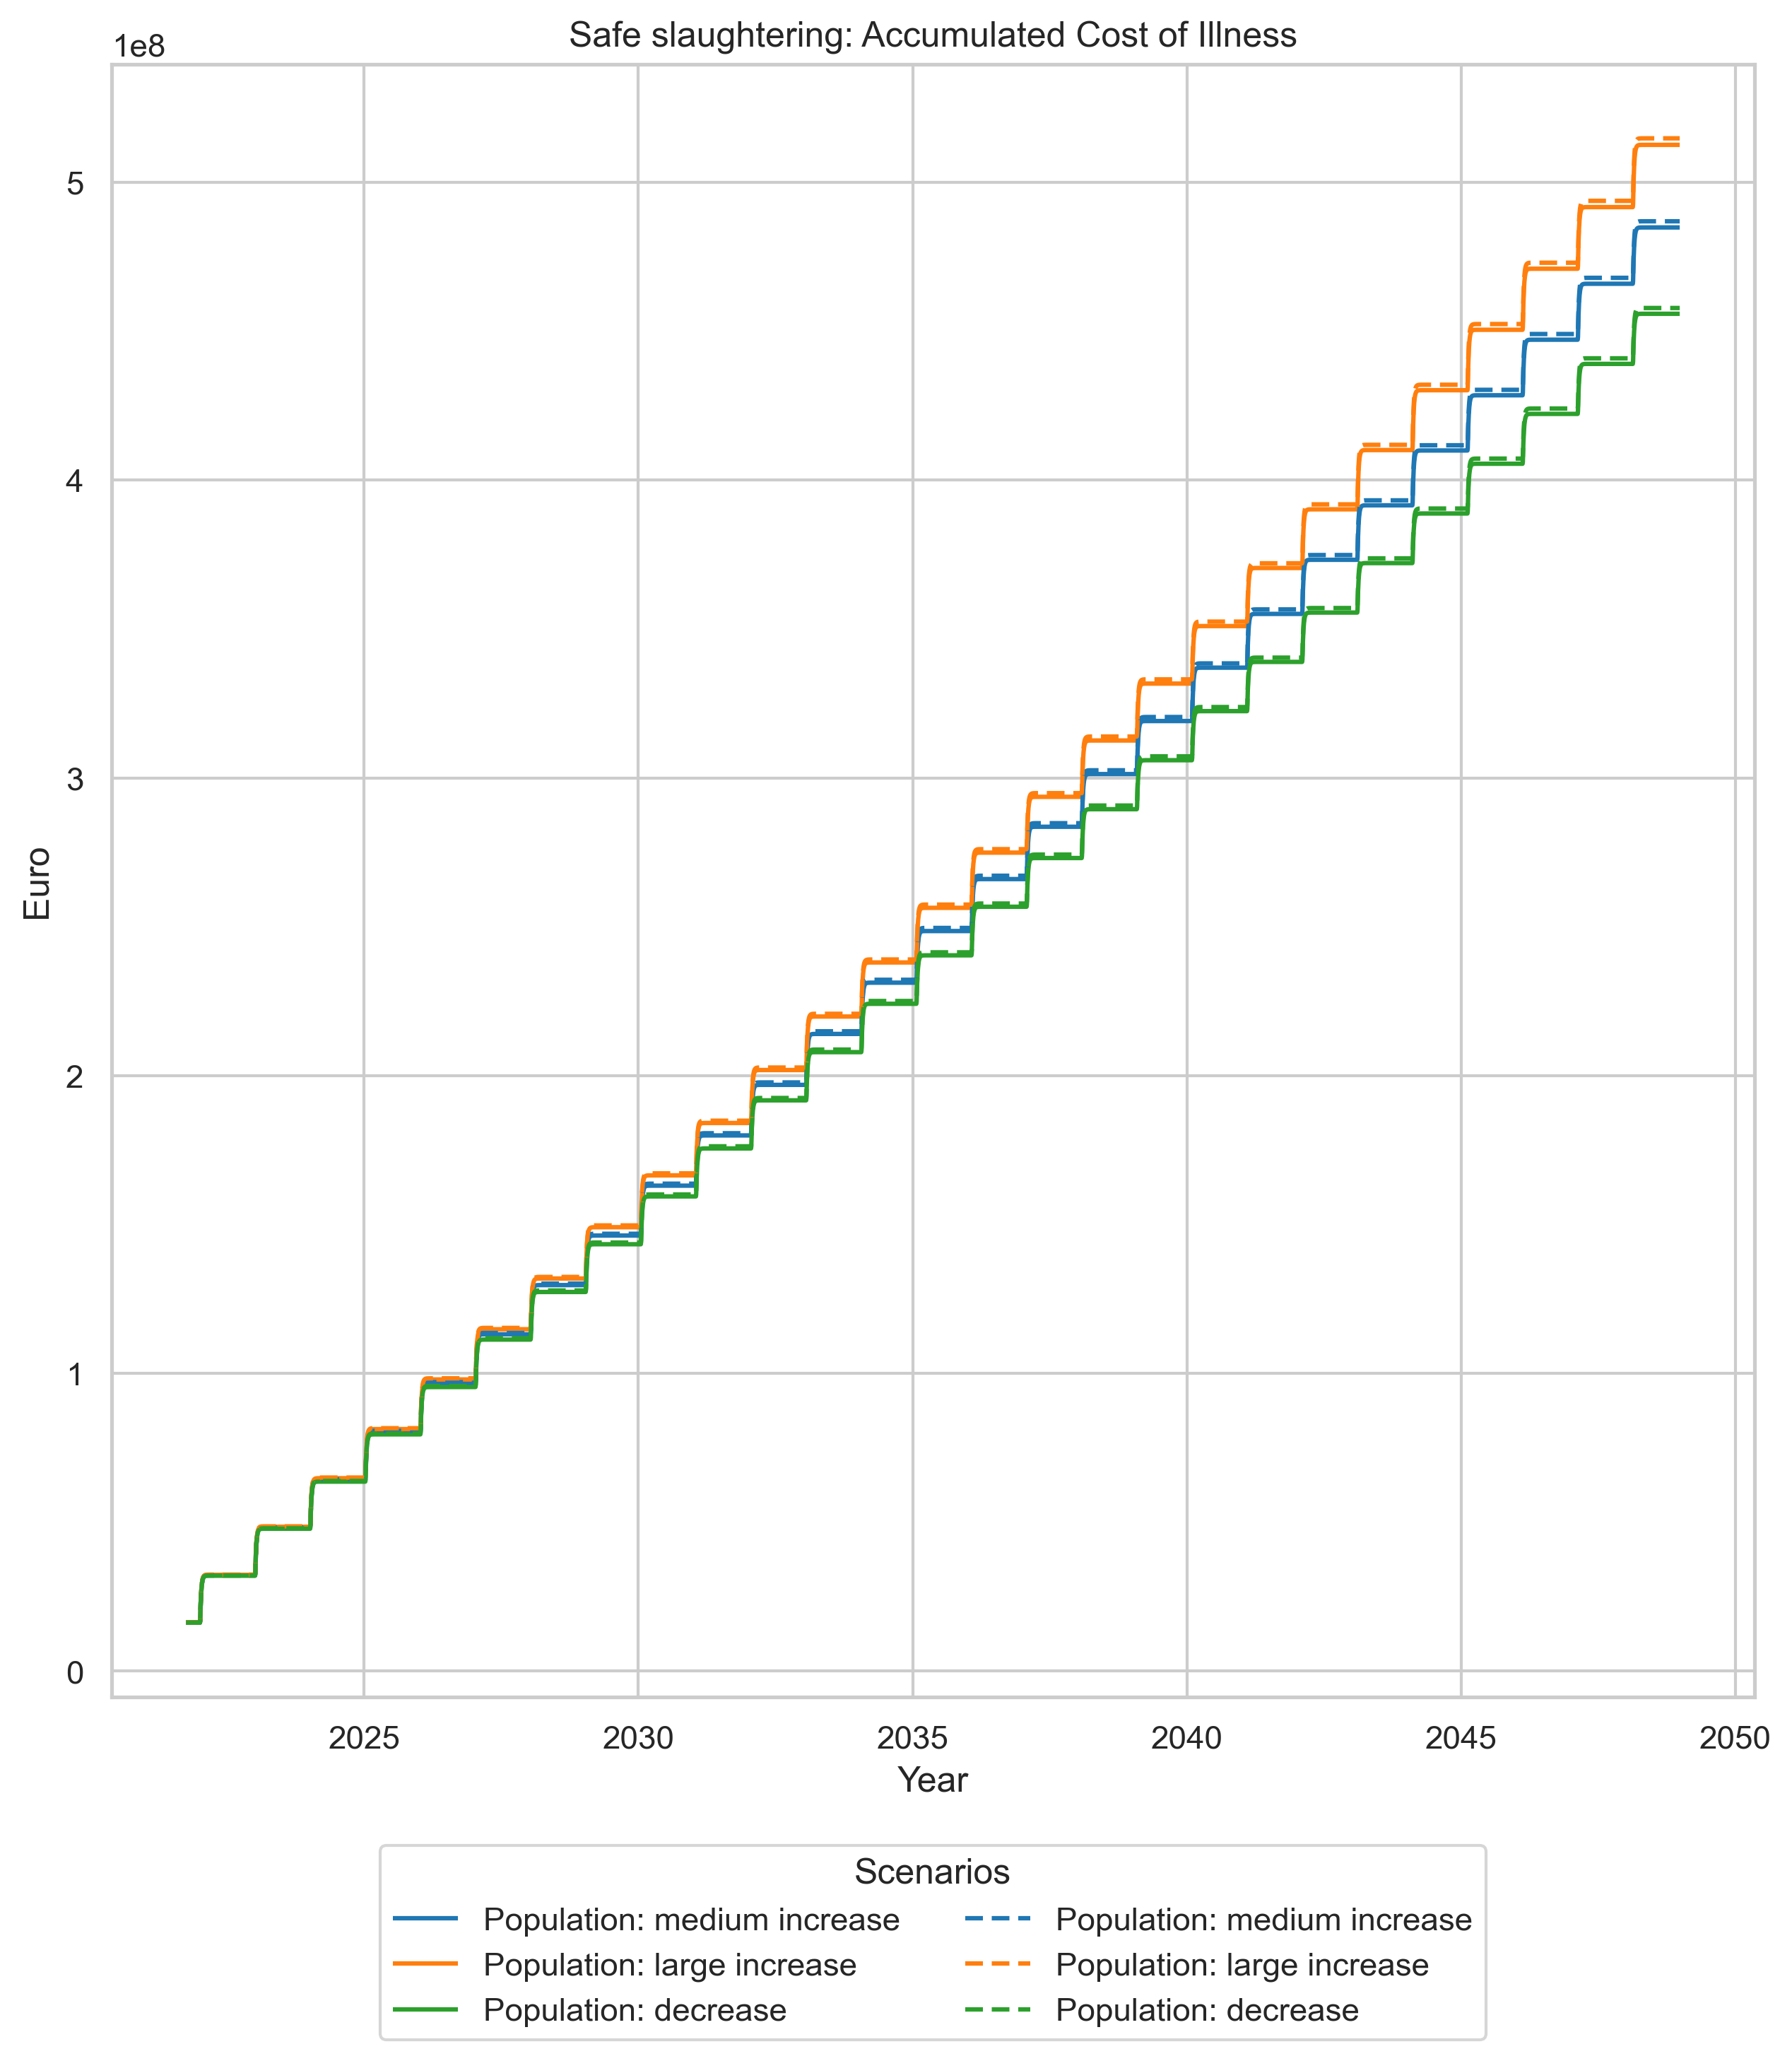 Safe slaughtering: Accumulated Cost of Illness
1e8
5
4
3
2
1
0
Euro
2025 2030 2035 2040 2045 2050
Year
Scenarios
Population: medium increase Population: medium increase
Population: large increase Population: large increase
Population: decrease Population: decrease